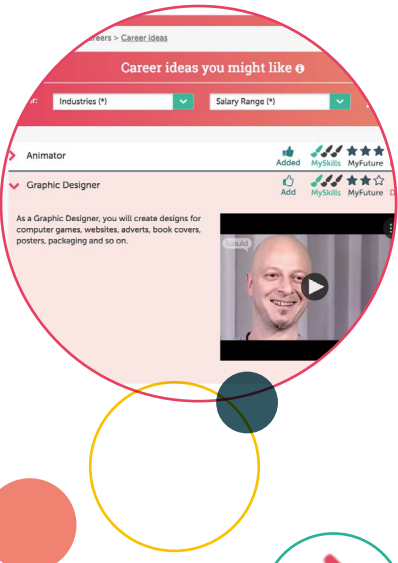 > Career ideas
Career ideas you might like
Industries (*) Salary Range (*)
Animator Added MySkills MyFuture
Graphic Designer Add MySkills MyFuture
As a Graphic Designer, you will create designs for
computer games, websites, adverts, book covers,
posters, packaging and so on.
icould